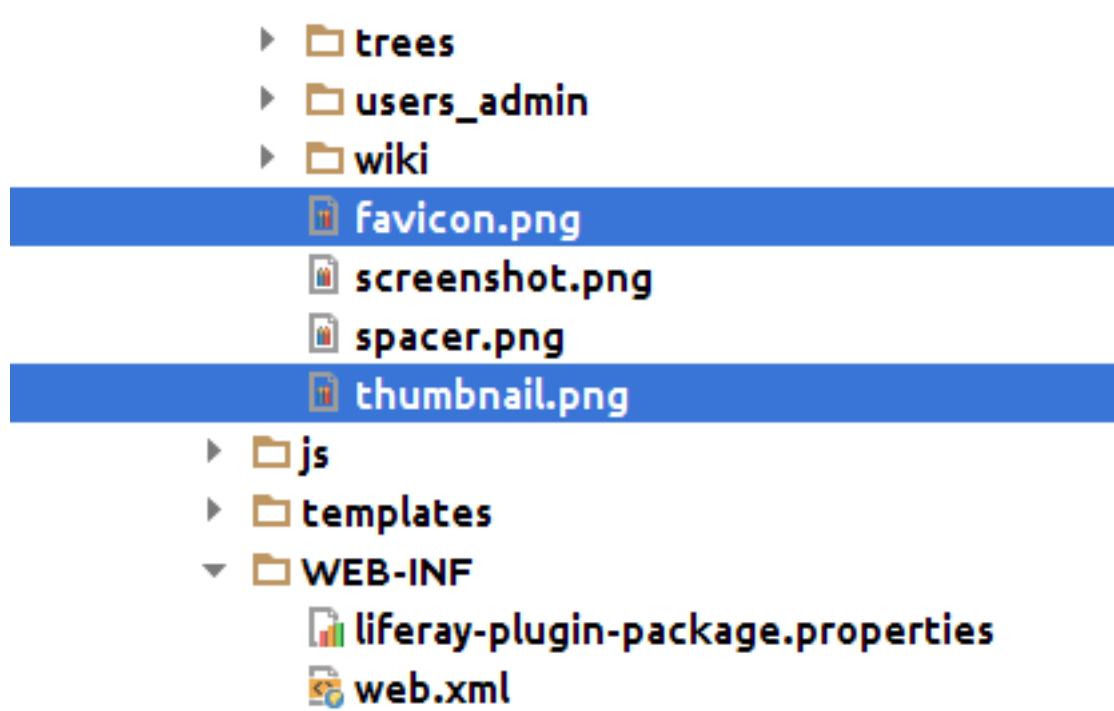 trees
users_admin
wiki
favicon.png
screenshot.png
spacer.png
thumbnail.png
js
templates
WEB-INF
liferay-plugin-package.properties
web.xml